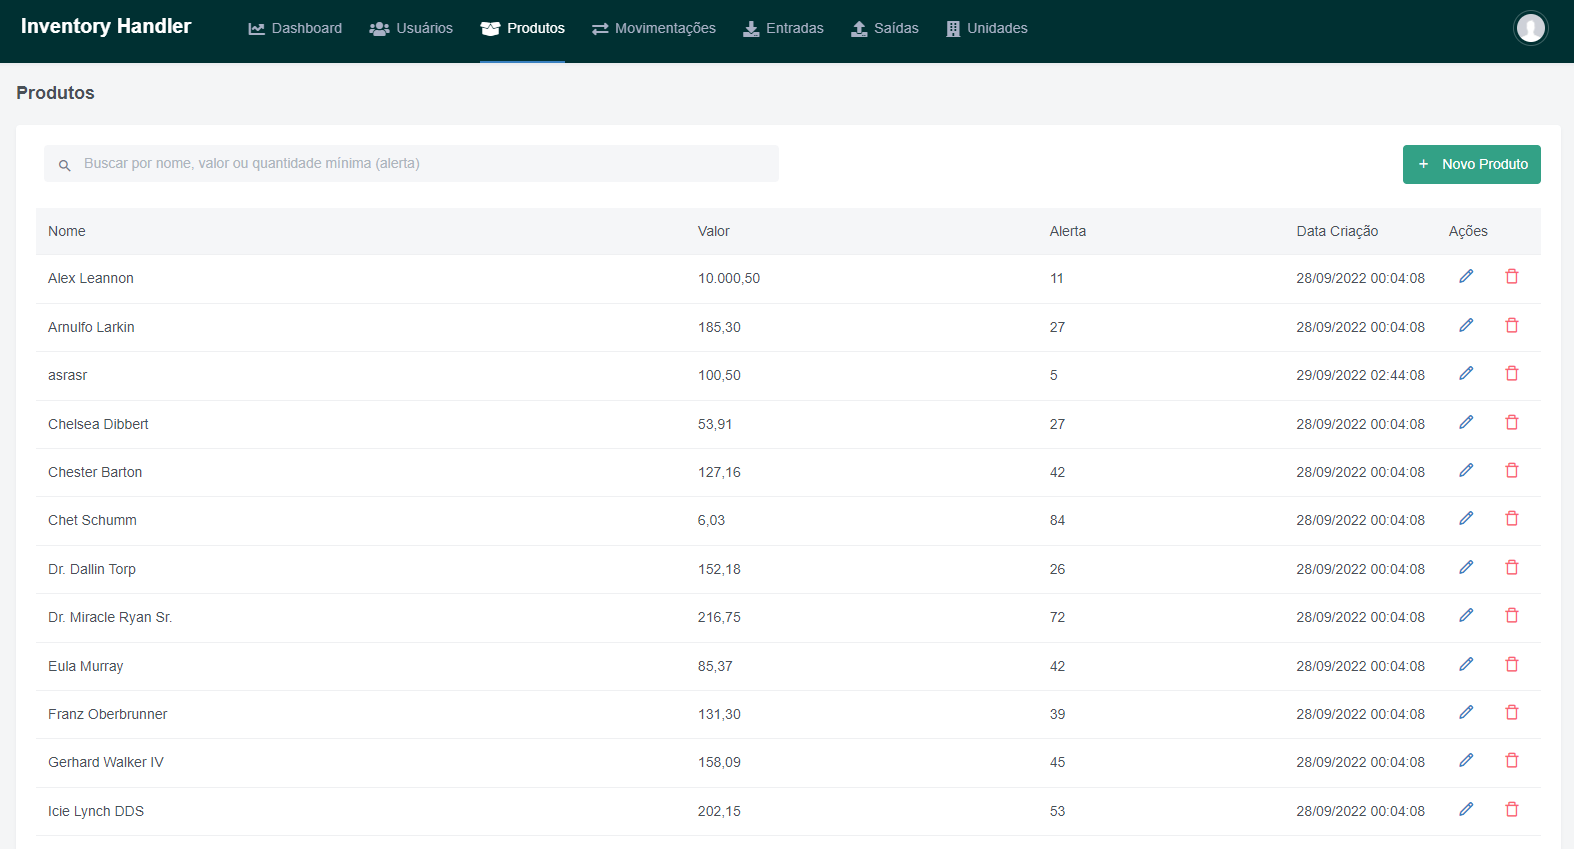 Inventory Handler Dashboard Usuários Produtos Movimentações Entradas Saídas Unidades
Produtos
Buscar por nome, valor ou quantidade mínima (alerta) + Novo Produto
Nome Valor Alerta Data Criação Ações
Alex Leannon 10.000,50 11 28/09/2022 00:04:08
Arnulfo Larkin 185,30 27 28/09/2022 00:04:08
asrasr 100,50 5 29/09/2022 02:44:08
Chelsea Dibbert 53,91 27 28/09/2022 00:04:08
Chester Barton 127,16 42 28/09/2022 00:04:08
Chet Schumm 6,03 84 28/09/2022 00:04:08
Dr. Dallin Torp 152,18 26 28/09/2022 00:04:08
Dr. Miracle Ryan Sr. 216,75 72 28/09/2022 00:04:08
Eula Murray 85,37 42 28/09/2022 00:04:08
Franz Oberbrunner 131,30 39 28/09/2022 00:04:08
Gerhard Walker IV 158,09 45 28/09/2022 00:04:08
Icie Lynch DDS 202,15 53 28/09/2022 00:04:08